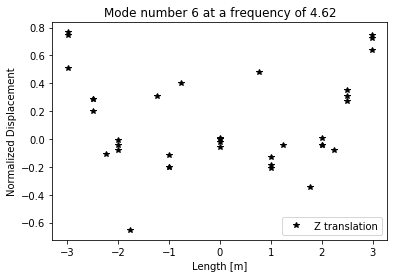 Mode number 6 at a frequency of 4.62
0.8
0.6
0.4
0.2
0.0
−0.2
−0.4
−0.6
Normalized Displacement
Z translation
−3 −2 −1 0 1 2 3
Length [m]